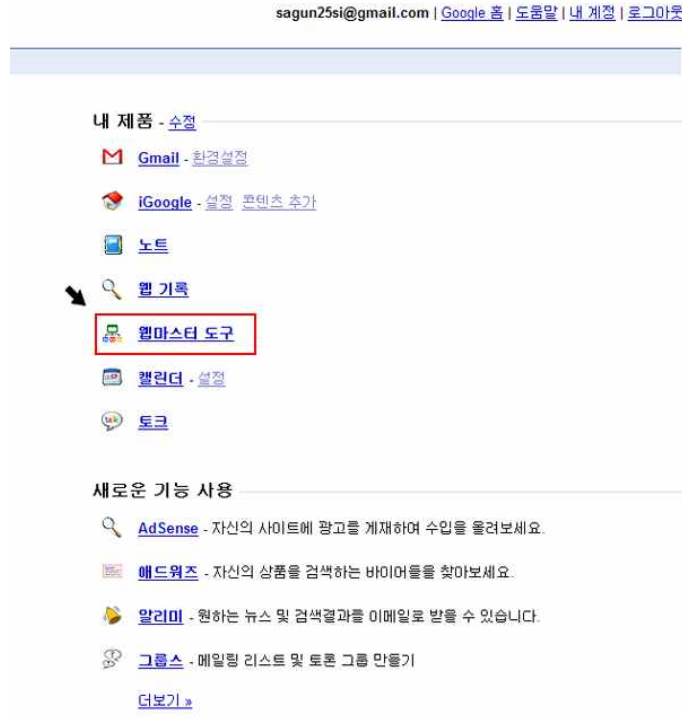 sagun25si@gmail.com | Google 홈 | 도움말 | 내 계정 | 로그아웃
내 제품 - 수정
Gmail - 환경설정
iGoogle - 설정 콘텐츠 추가
노트
웹 기록
웹마스터 도구
캘린더 - 설정
talk 토크
새로운 기능 사용
AdSense - 자신의 사이트에 광고를 게재하여 수입을 올려보세요.
애드워즈 - 자신의 상품을 검색하는 바이어들을 찾아보세요.
알리미 - 원하는 뉴스 및 검색결과를 이메일로 받을 수 있습니다.
그룹스 - 메일링 리스트 및 토론 그룹 만들기
더보기 »